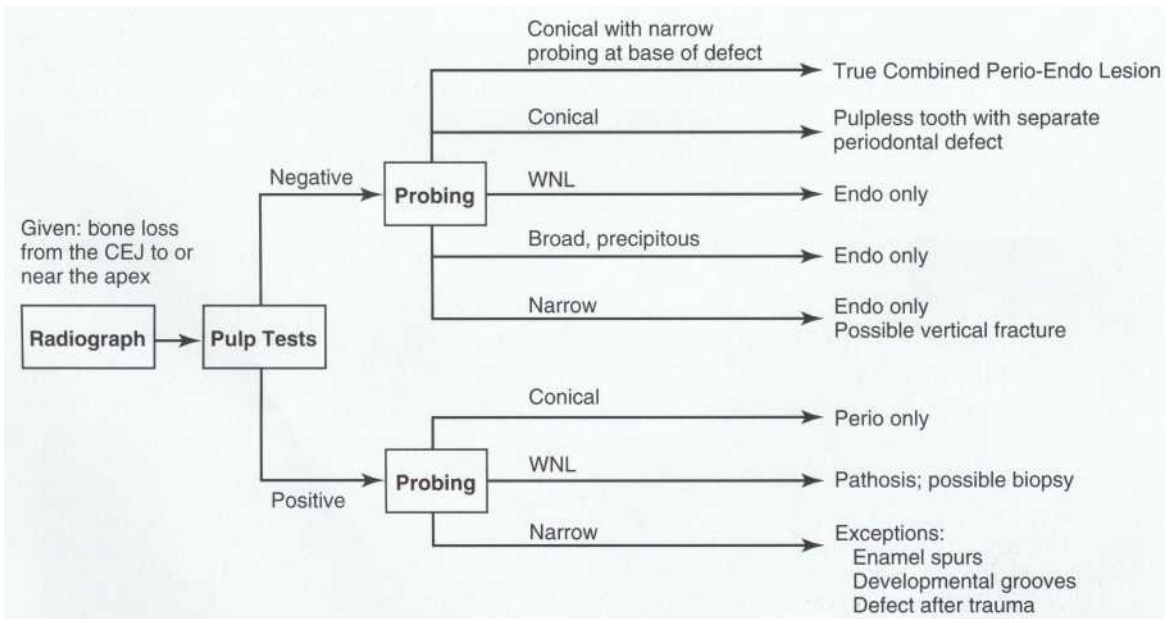 Given: bone loss
from the CEJ to or
near the apex
Radiograph
Pulp Tests
Negative
Probing
Conical with narrow
probing at base of defect
True Combined Perio-Endo Lesion
Conical
Pulpless tooth with separate
periodontal defect
WNL
Endo only
Broad, precipitous
Endo only
Narrow
Endo only
Possible vertical fracture
Positive
Probing
Conical
Perio only
WNL
Pathosis; possible biopsy
Narrow
Exceptions:
Enamel spurs
Developmental grooves
Defect after trauma